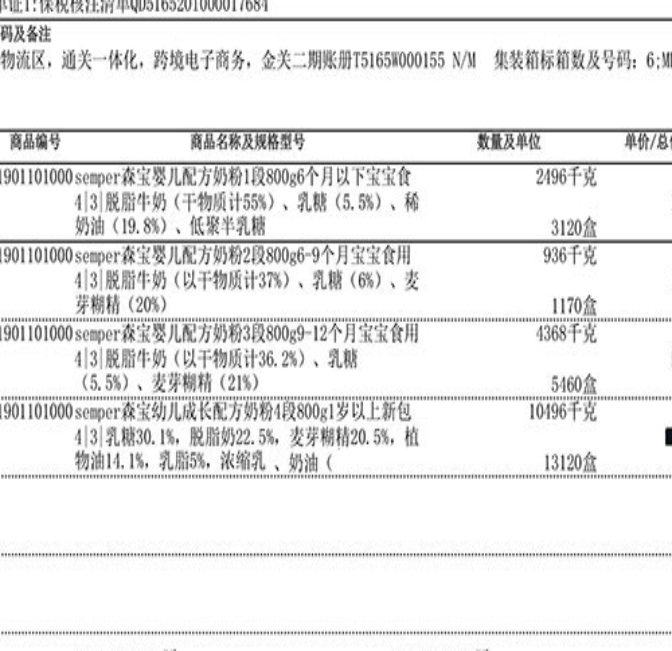 单证1:保税核注清单QD516520I000017684
码及备注
物流区，通关一体化，跨境电子商务，金关二期账册T5165W000155 N/M 集装箱标箱数及号码：6;M
商品编号 商品名称及规格型号 数量及单位 单价/总
1901101000 semper森宝婴儿配方奶粉1段800g6个月以下宝宝食 2496千克
4|3|脱脂牛奶（干物质计55%）、乳糖（5.5%）、稀
奶油（19.8%）、低聚半乳糖 3120盒
1901101000 semper森宝婴儿配方奶粉2段800g6-9个月宝宝食用 936千克
4|3|脱脂牛奶（以干物质计37%）、乳糖（6%）、麦
芽糊精（20%） 1170盒
1901101000 semper森宝婴儿配方奶粉3段800g9-12个月宝宝食用 4368千克
4|3|脱脂牛奶（以干物质计36.2%）、乳糖
（5.5%）、麦芽糊精（21%） 5460盒
1901101000 semper森宝幼儿成长配方奶粉4段800g1岁以上新包 10496千克
4|3|乳糖30.1%，脱脂奶22.5%，麦芽糊精20.5%，植
物油14.1%，乳脂5%，浓缩乳、奶油（ 13120盒